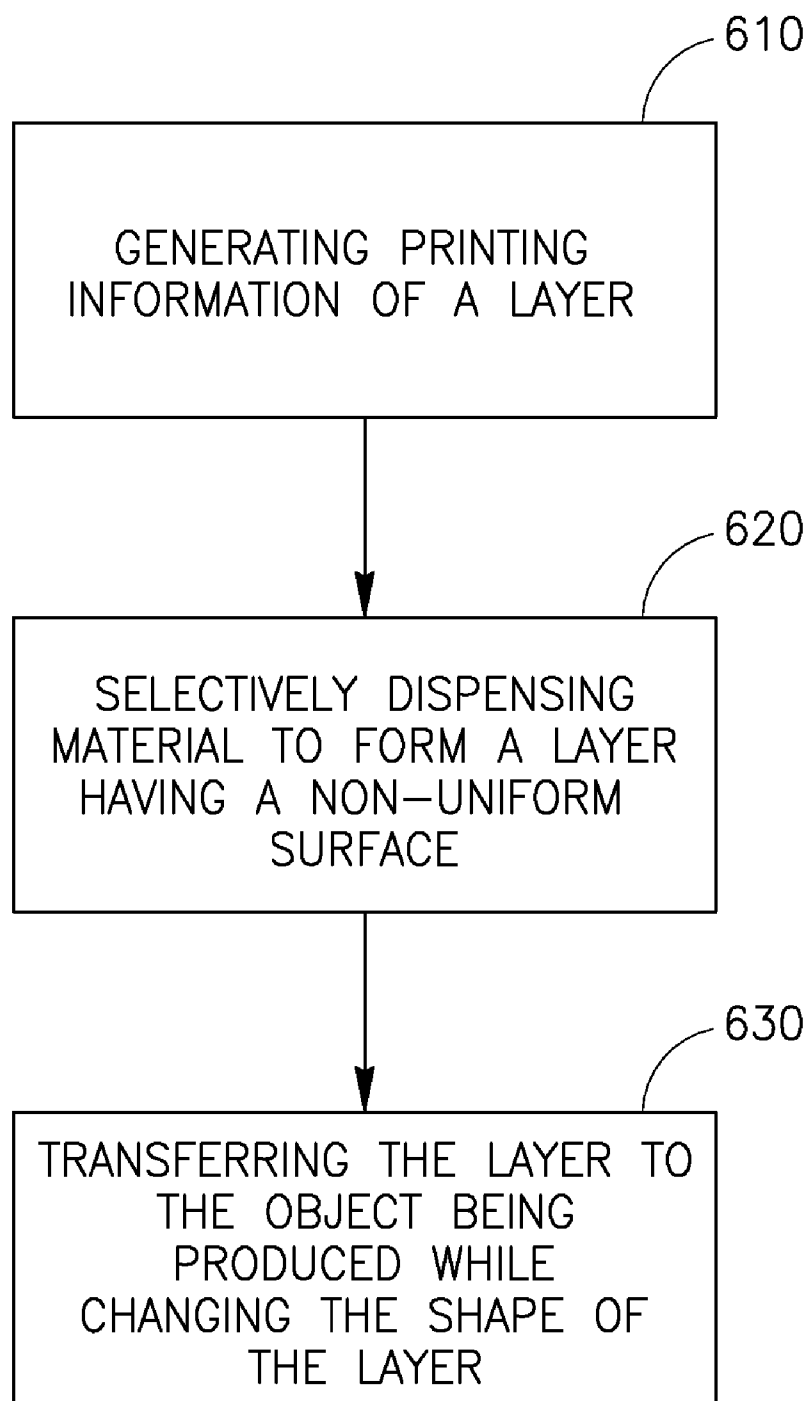 610
GENERATING PRINTING
INFORMATION OF A LAYER
620
SELECTIVELY DISPENSING
MATERIAL TO FORM A LAYER
HAVING A NON-UNIFORM
SURFACE
630
TRANSFERRING THE LAYER TO
THE OBJECT BEING
PRODUCED WHILE
CHANGING THE SHAPE OF
THE LAYER